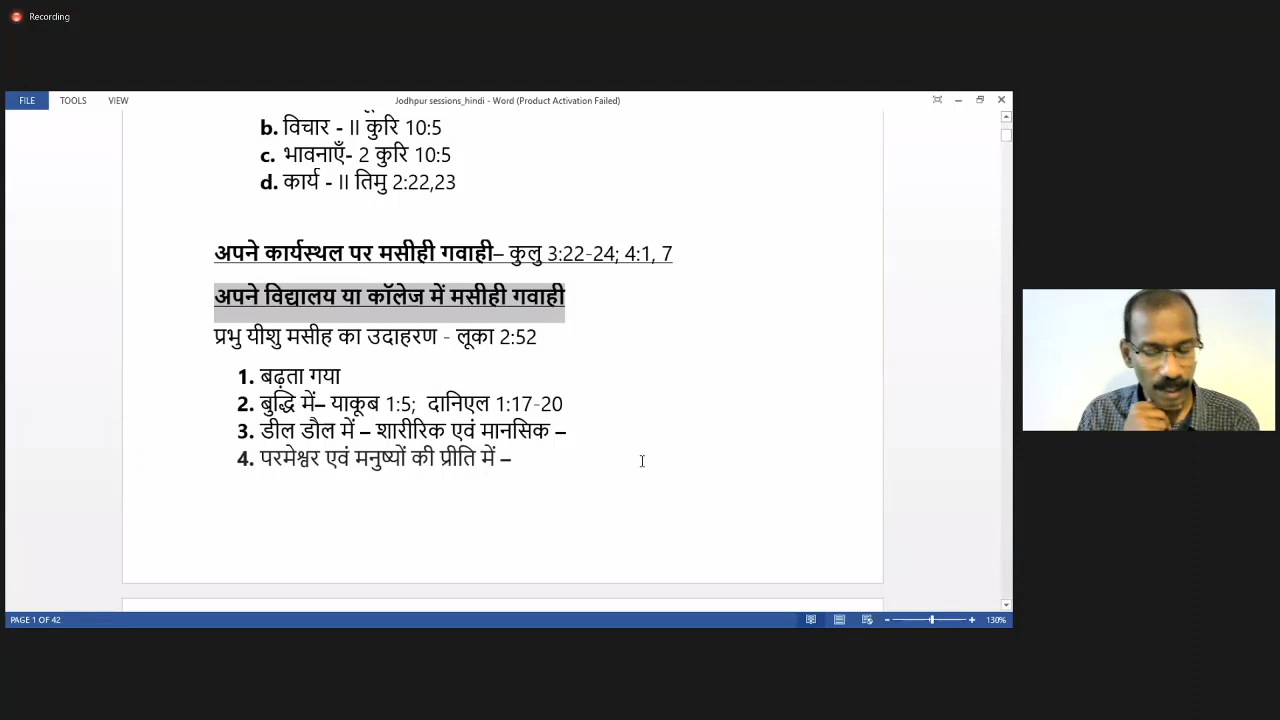 Recording
FILE TOOLS VIEW Jodhpur sessions_hindi - Word (Product Activation Failed)
b. विचार - II कुरि 10:5
c. भावनाएँ- 2 कुरि 10:5
d. कार्य - II तिमु 2:22,23
अपने कार्यस्थल पर मसीही गवाही– कुलु 3:22-24; 4:1, 7
अपने विद्यालय या कॉलेज में मसीही गवाही
प्रभु यीशु मसीह का उदाहरण - लूका 2:52
1. बढ़ता गया
2. बुद्धि में– याकूब 1:5; दानिएल 1:17-20
3. डील डौल में – शारीरिक एवं मानसिक –
4. परमेश्वर एवं मनुष्यों की प्रीति में –
PAGE 1 OF 42 130%